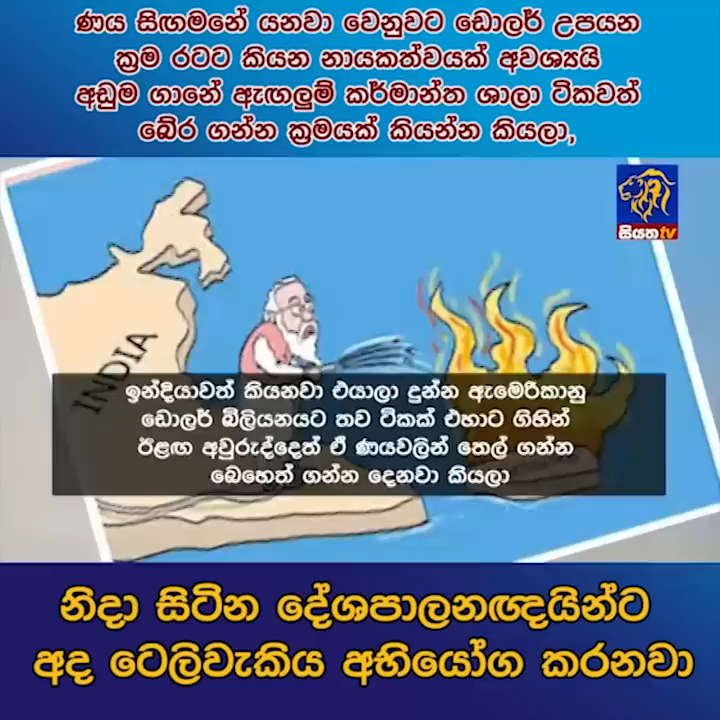 ණය සිඟමනේ යනවා වෙනුවට ඩොලර් උපයන
ක්‍රම රටට කියන නායකත්වයක් අවශ්‍යයි
අඩුම ගානේ ඇඟලුම් කර්මාන්ත ශාලා ටිකවත්
බේර ගන්න ක්‍රමයක් කියන්න කියලා,
සියත tv
INDIA
ඉන්දියාවත් කියනවා එයාලා දුන්න ඇමෙරිකානු
ඩොලර් බිලියනයට තව ටිකක් එහාට ගිහින්
ඊළඟ අවුරුද්දෙත් ඒ ණයවලින් තෙල් ගන්න
බෙහෙත් ගන්න දෙනවා කියලා
නිදා සිටින දේශපාලනඥයින්ට
අද ටෙලිවැකිය අභියෝග කරනවා